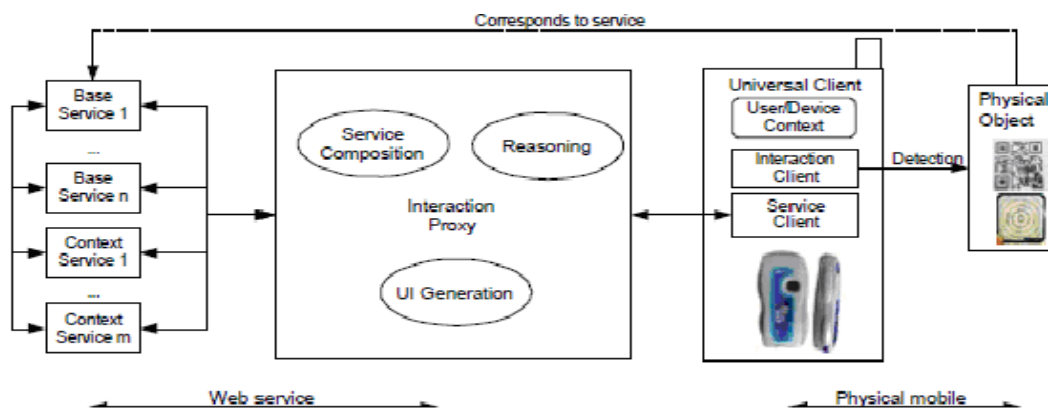 Corresponds to service
Base
Service 1
...
Base
Service n
Context
Service 1
...
Context
Service m
Service
Composition
Reasoning
Interaction
Proxy
UI Generation
Universal Client
User/Device
Context
Interaction
Client
Service
Client
Detection
Physical
Object
Web service
Physical mobile